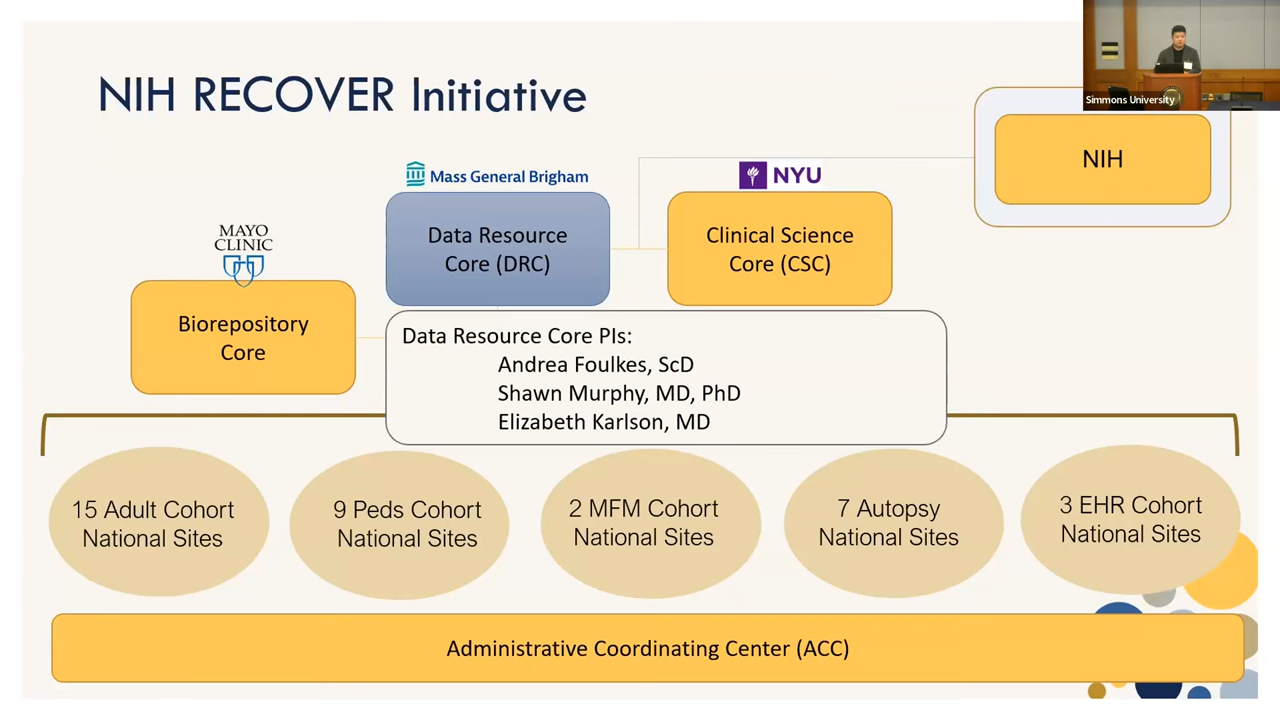 NIH RECOVER Initiative
Simmons University
NIH
Mass General Brigham
NYU
MAYO
CLINIC
Data Resource
Core (DRC)
Clinical Science
Core (CSC)
Biorepository
Core
Data Resource Core PIs:
Andrea Foulkes, ScD
Shawn Murphy, MD, PhD
Elizabeth Karlson, MD
15 Adult Cohort
National Sites
9 Peds Cohort
National Sites
2 MFM Cohort
National Sites
7 Autopsy
National Sites
3 EHR Cohort
National Sites
Administrative Coordinating Center (ACC)